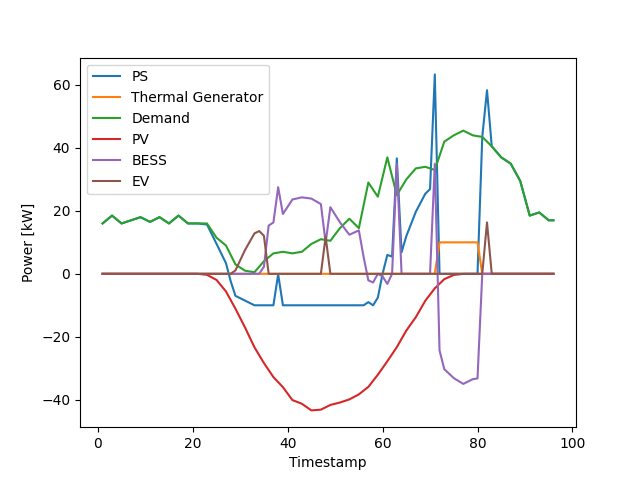 PS
Thermal Generator
Demand
PV
BESS
EV
Power [kW]
60
40
20
0
−20
−40
0 20 40 60 80 100
Timestamp